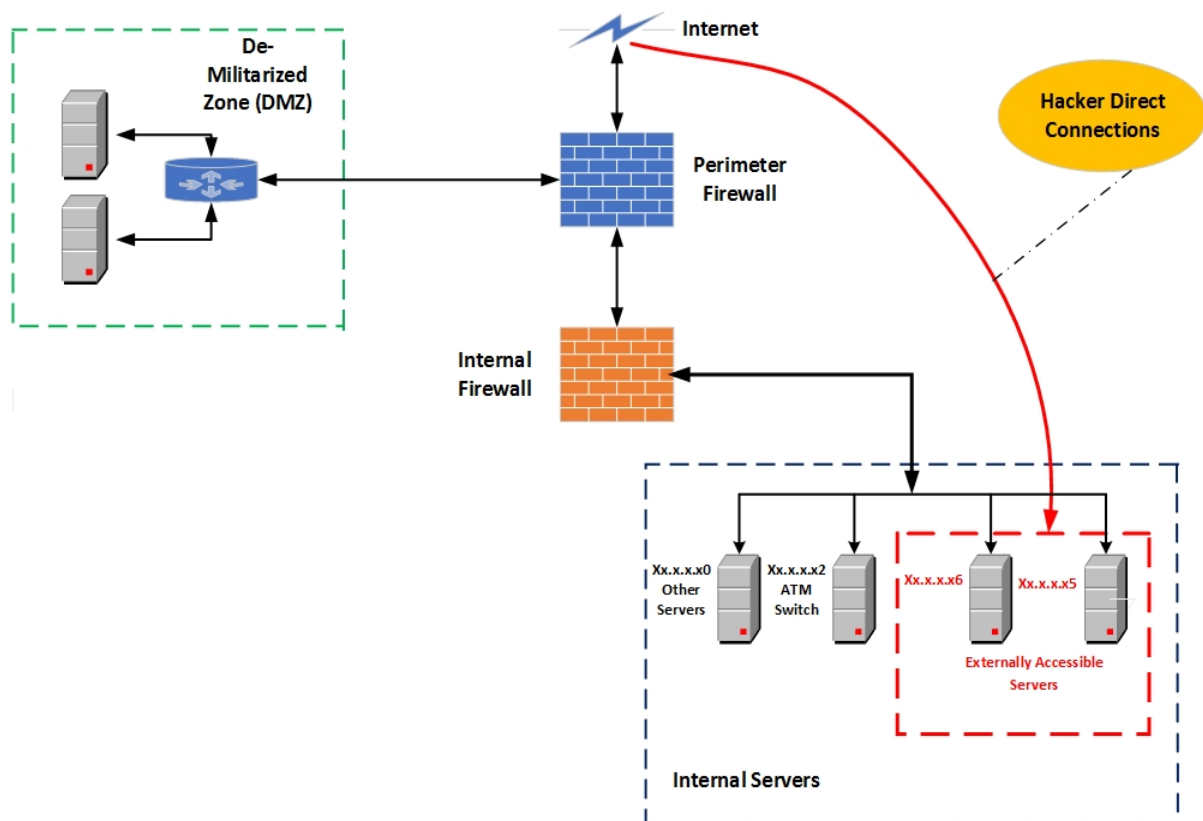 Internet
De-
Militarized
Zone (DMZ)
Hacker Direct
Connections
Perimeter
Firewall
Internal
Firewall
Xx.x.x.x0
Other
Servers
Xx.x.x.x2
ATM
Switch
Xx.x.x.x6
Xx.x.x.x5
Externally Accessible
Servers
Internal Servers